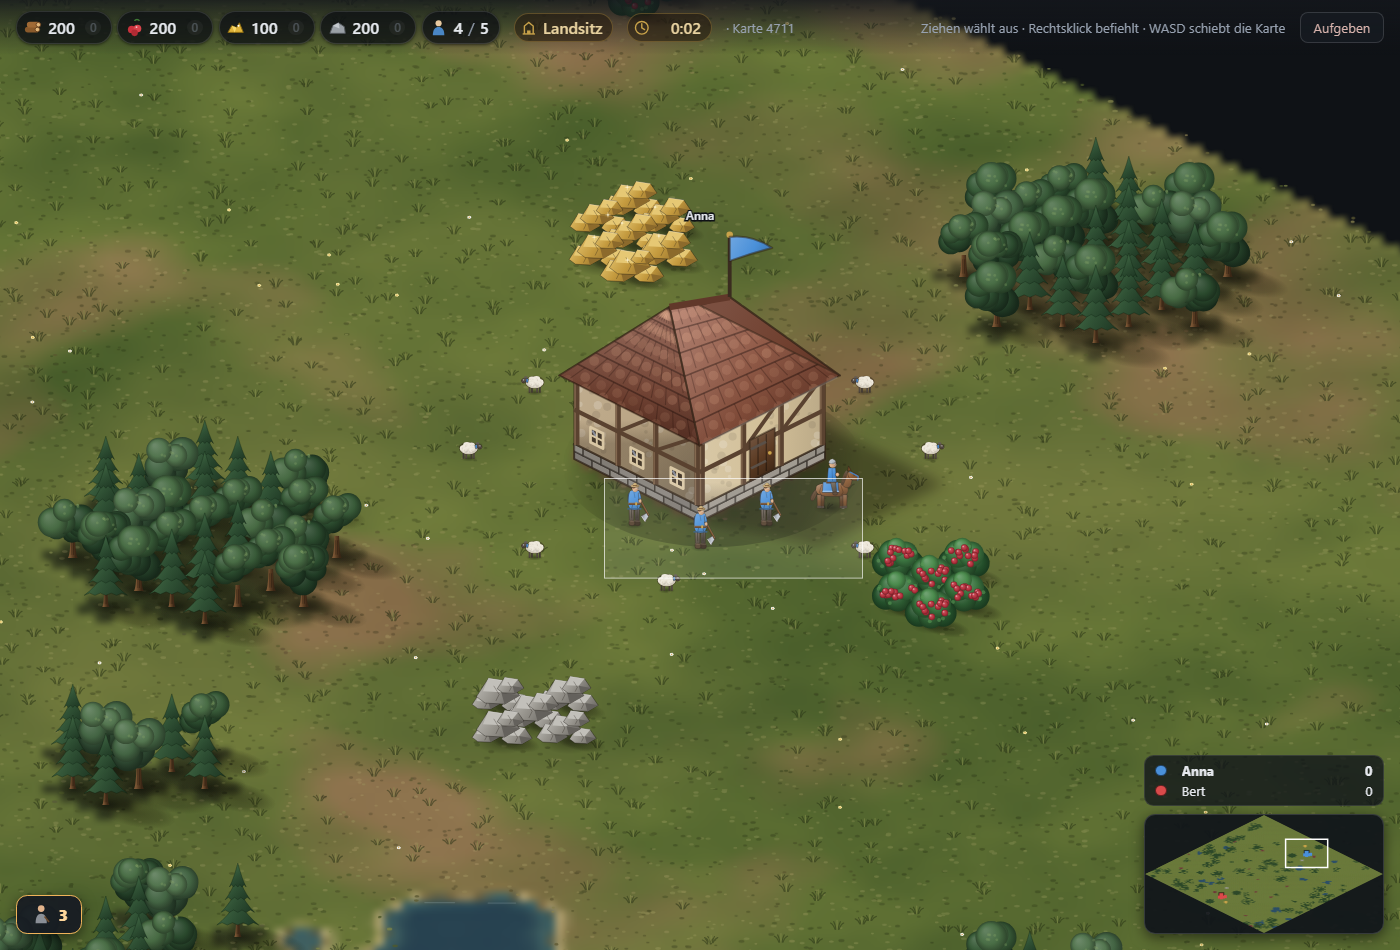 200 0 200 0 100 0 200 0 4 / 5 Landsitz 0:02 · Karte 4711 Ziehen wählt aus · Rechtsklick befiehlt · WASD schiebt die Karte Aufgeben
Anna
Anna 0
Bert 0
3